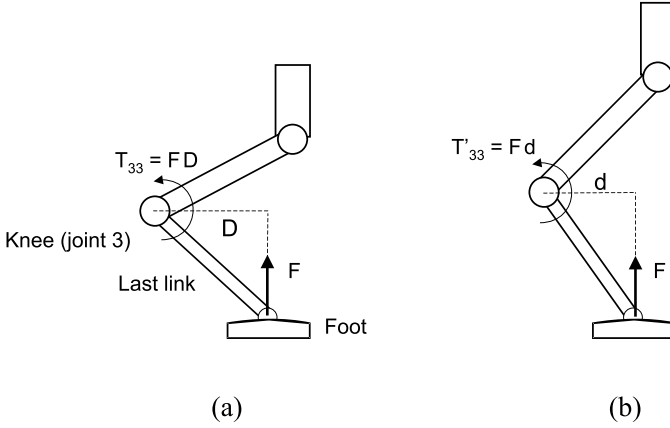 T33 = F D
D
Knee (joint 3)
F
Last link
Foot
(a)
T'33 = F d
d
F
(b)